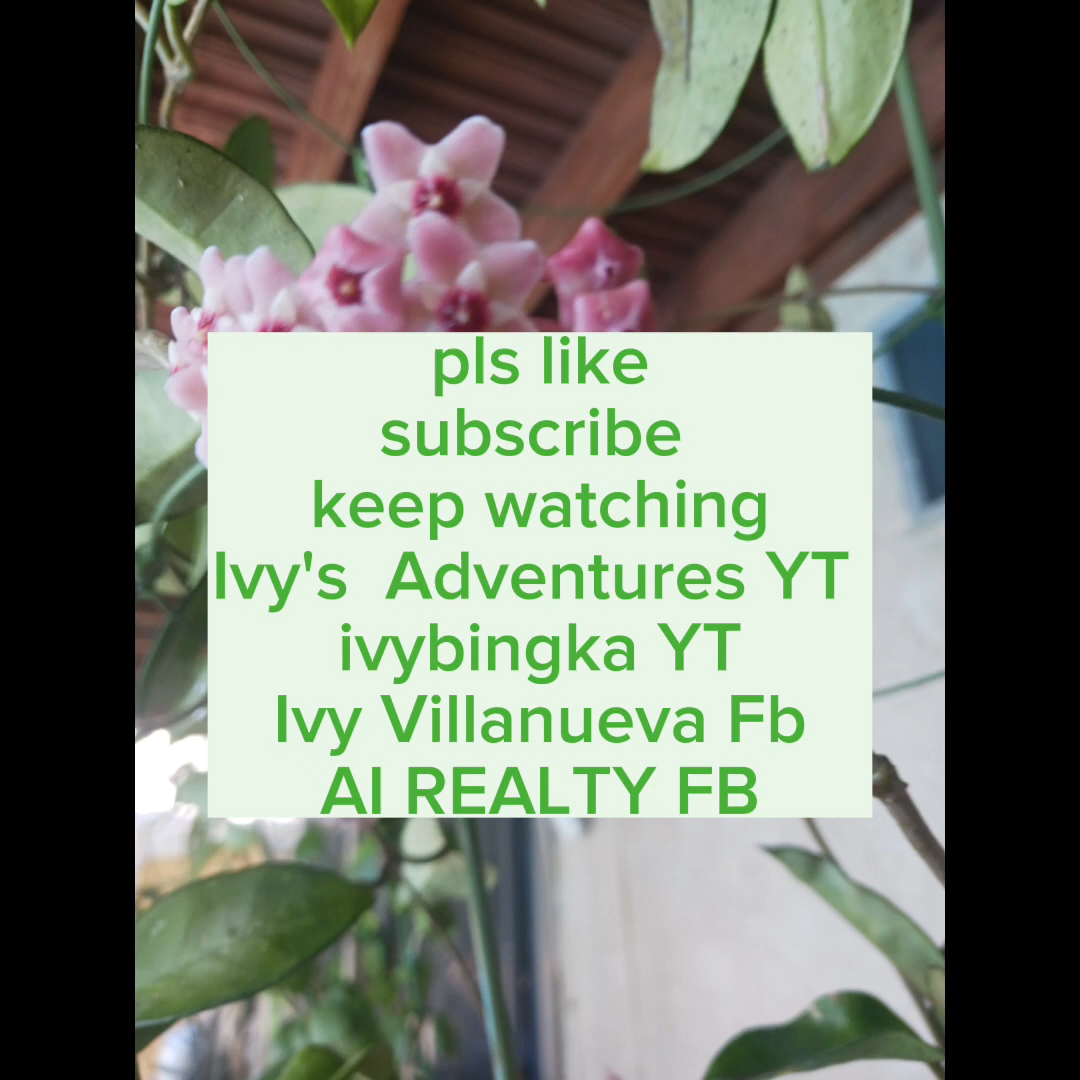 pls like
subscribe
keep watching
Ivy's  Adventures YT
ivybingka YT
Ivy Villanueva Fb
AI REALTY FB